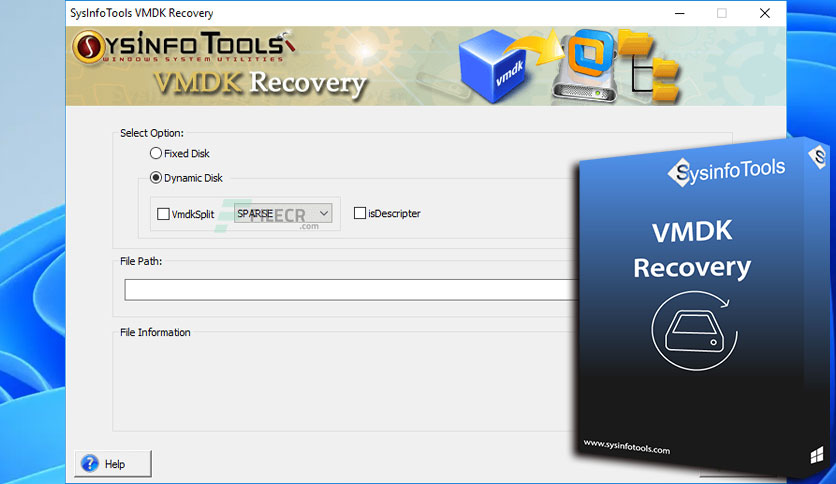 SysInfoTools VMDK Recovery
SYSINFO TOOLS
WINDOWS SYSTEM UTILITIES
VMDK Recovery
vmdk
Select Option:
Fixed Disk
Dynamic Disk
VmdkSplit
SPARSE
isDescripter
FILECR
.com
File Path:
File Information
Help
SysinfoTools
VMDK
Recovery
www.sysinfotools.com
S